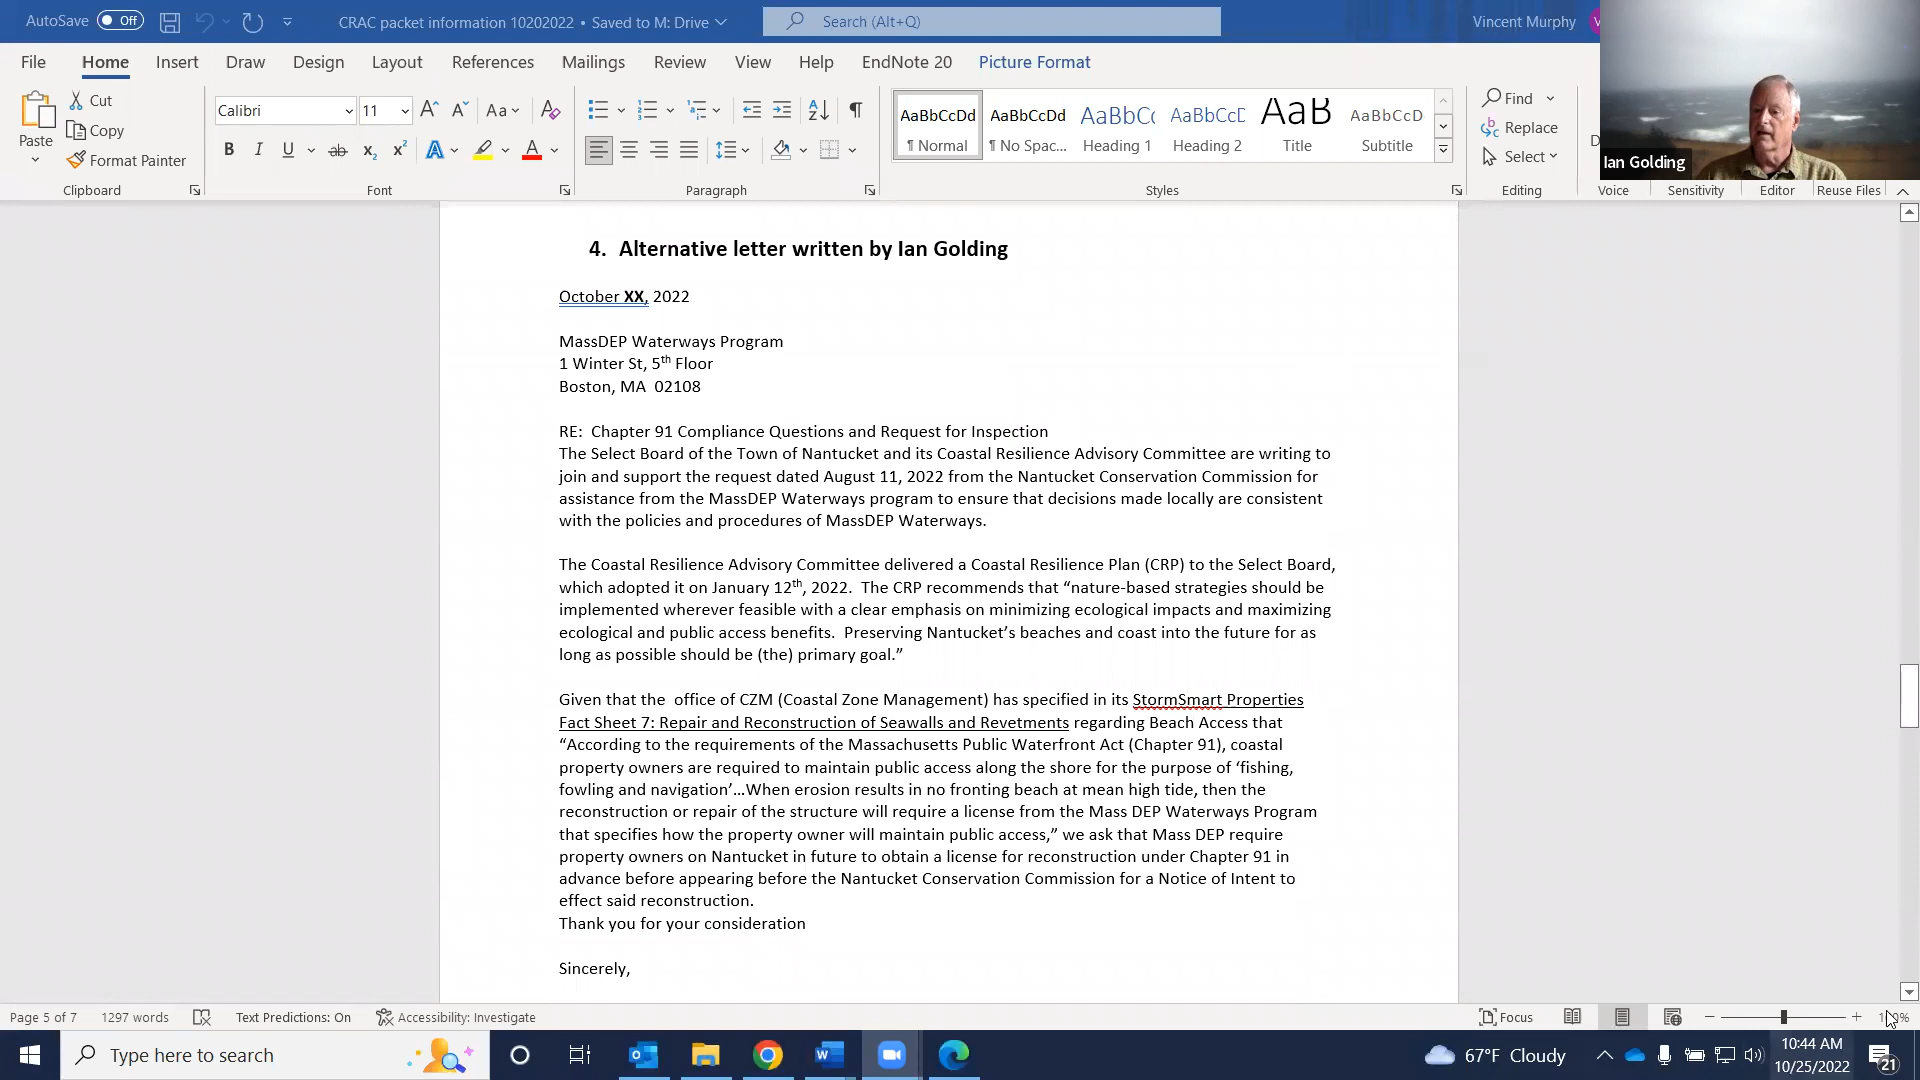 AutoSave Off CRAC packet information 10202022 • Saved to M: Drive Search (Alt+Q) Vincent Murphy
File Home Insert Draw Design Layout References Mailings Review View Help EndNote 20 Picture Format
Cut
Copy
Format Painter
Paste
Calibri 11
Aa
B I U ab x₂ x² A A
AaBbCcDd AaBbCcDd AaBbCc AaBbCcD AaB AaBbCcD
¶ Normal ¶ No Spac... Heading 1 Heading 2 Title Subtitle
Find
Replace
Select
Ian Golding
Clipboard Font Paragraph Styles Editing Voice Sensitivity Editor Reuse Files
4. Alternative letter written by Ian Golding
October XX, 2022
MassDEP Waterways Program
1 Winter St, 5th Floor
Boston, MA 02108
RE: Chapter 91 Compliance Questions and Request for Inspection
The Select Board of the Town of Nantucket and its Coastal Resilience Advisory Committee are writing to
join and support the request dated August 11, 2022 from the Nantucket Conservation Commission for
assistance from the MassDEP Waterways program to ensure that decisions made locally are consistent
with the policies and procedures of MassDEP Waterways.
The Coastal Resilience Advisory Committee delivered a Coastal Resilience Plan (CRP) to the Select Board,
which adopted it on January 12th, 2022. The CRP recommends that “nature-based strategies should be
implemented wherever feasible with a clear emphasis on minimizing ecological impacts and maximizing
ecological and public access benefits. Preserving Nantucket’s beaches and coast into the future for as
long as possible should be (the) primary goal.”
Given that the office of CZM (Coastal Zone Management) has specified in its StormSmart Properties
Fact Sheet 7: Repair and Reconstruction of Seawalls and Revetments regarding Beach Access that
“According to the requirements of the Massachusetts Public Waterfront Act (Chapter 91), coastal
property owners are required to maintain public access along the shore for the purpose of ‘fishing,
fowling and navigation’…When erosion results in no fronting beach at mean high tide, then the
reconstruction or repair of the structure will require a license from the Mass DEP Waterways Program
that specifies how the property owner will maintain public access,” we ask that Mass DEP require
property owners on Nantucket in future to obtain a license for reconstruction under Chapter 91 in
advance before appearing before the Nantucket Conservation Commission for a Notice of Intent to
effect said reconstruction.
Thank you for your consideration
Sincerely,
Page 5 of 7 1297 words Text Predictions: On Accessibility: Investigate Focus
Type here to search
67°F Cloudy
10:44 AM
10/25/2022
21